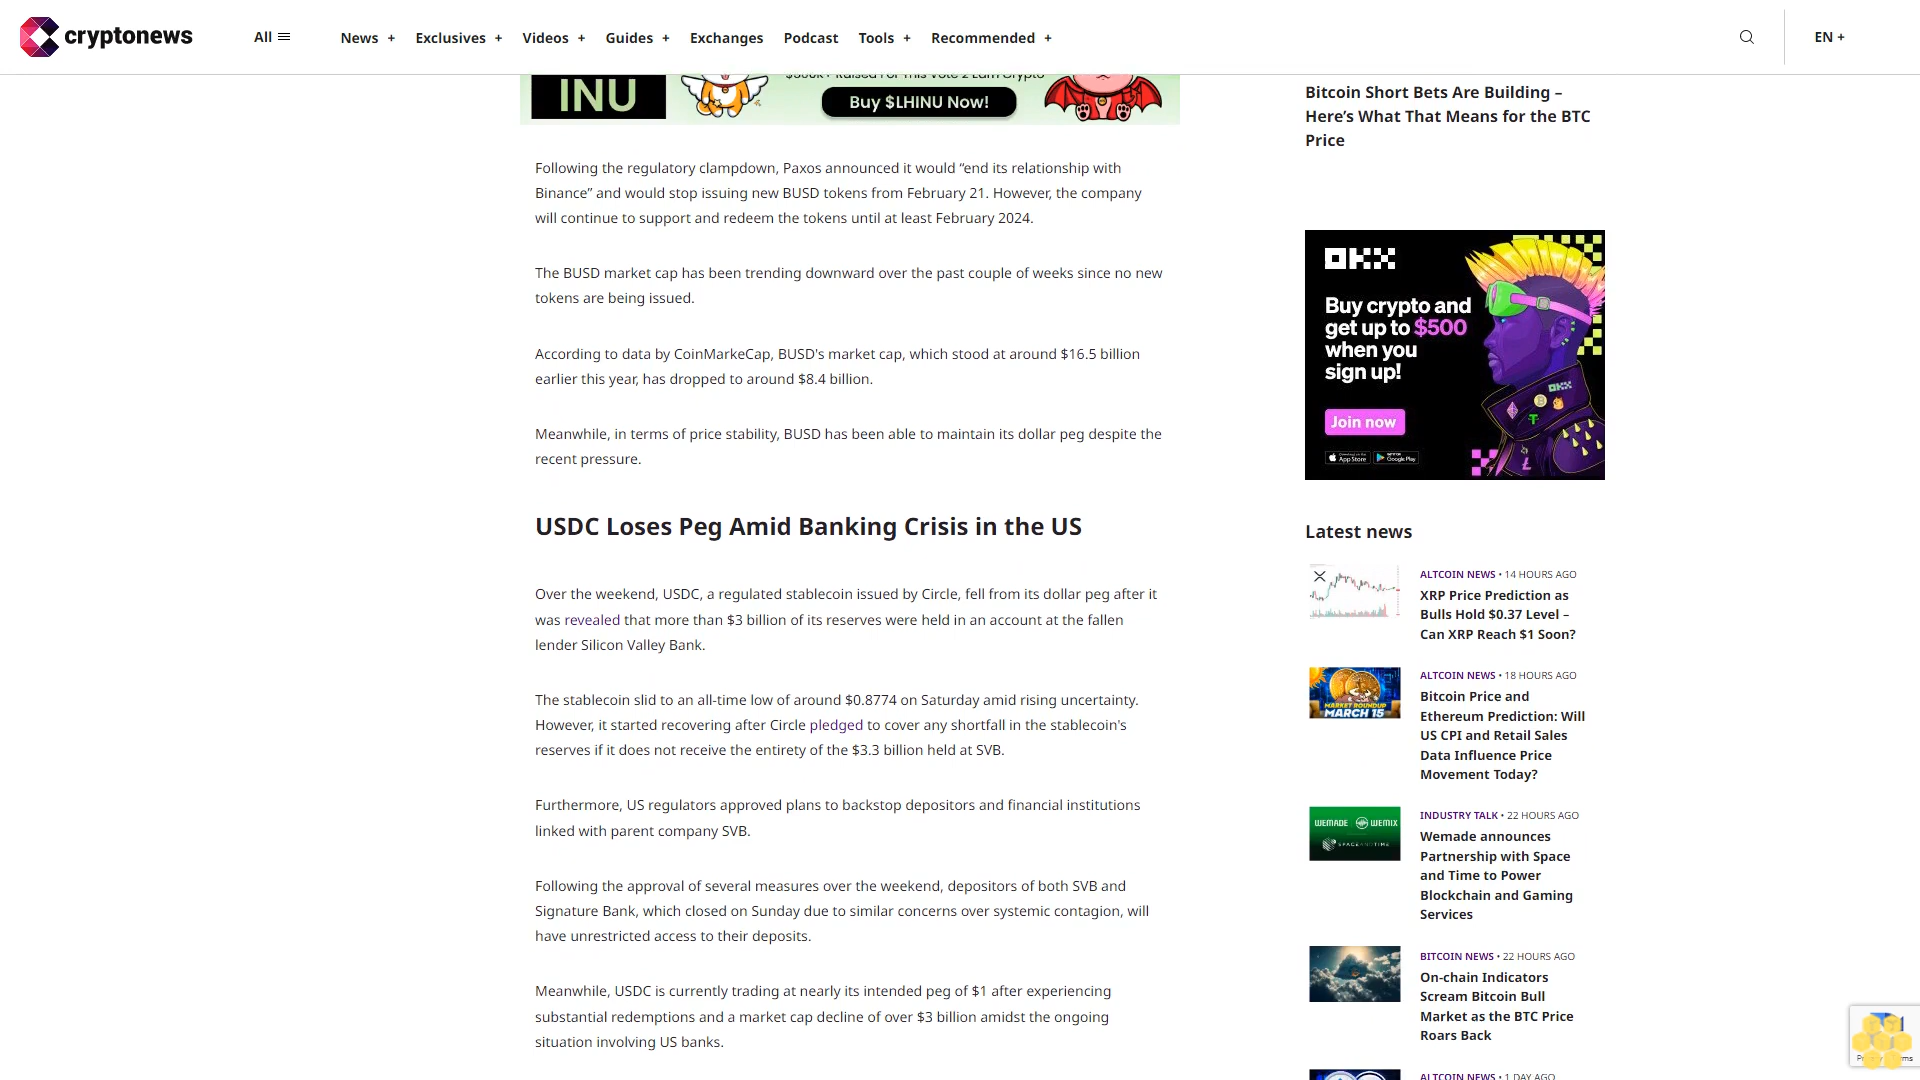 cryptonews
All
News +
Exclusives +
Videos +
Guides +
Exchanges
Podcast
Tools +
Recommended +
EN +
INU
Buy $LHINU Now!
Following the regulatory clampdown, Paxos announced it would “end its relationship with
Binance” and would stop issuing new BUSD tokens from February 21. However, the company
will continue to support and redeem the tokens until at least February 2024.
The BUSD market cap has been trending downward over the past couple of weeks since no new
tokens are being issued.
According to data by CoinMarkeCap, BUSD's market cap, which stood at around $16.5 billion
earlier this year, has dropped to around $8.4 billion.
Meanwhile, in terms of price stability, BUSD has been able to maintain its dollar peg despite the
recent pressure.
USDC Loses Peg Amid Banking Crisis in the US
Over the weekend, USDC, a regulated stablecoin issued by Circle, fell from its dollar peg after it
was revealed that more than $3 billion of its reserves were held in an account at the fallen
lender Silicon Valley Bank.
The stablecoin slid to an all-time low of around $0.8774 on Saturday amid rising uncertainty.
However, it started recovering after Circle pledged to cover any shortfall in the stablecoin's
reserves if it does not receive the entirety of the $3.3 billion held at SVB.
Furthermore, US regulators approved plans to backstop depositors and financial institutions
linked with parent company SVB.
Following the approval of several measures over the weekend, depositors of both SVB and
Signature Bank, which closed on Sunday due to similar concerns over systemic contagion, will
have unrestricted access to their deposits.
Meanwhile, USDC is currently trading at nearly its intended peg of $1 after experiencing
substantial redemptions and a market cap decline of over $3 billion amidst the ongoing
situation involving US banks.
Bitcoin Short Bets Are Building –
Here’s What That Means for the BTC
Price
OKX
Buy crypto and
get up to $500
when you
sign up!
Join now
App Store
Google Play
Latest news
ALTCOIN NEWS • 14 HOURS AGO
XRP Price Prediction as
Bulls Hold $0.37 Level –
Can XRP Reach $1 Soon?
MARKET ROUNDUP
MARCH 15
ALTCOIN NEWS • 18 HOURS AGO
Bitcoin Price and
Ethereum Prediction: Will
US CPI and Retail Sales
Data Influence Price
Movement Today?
WEMADE WEMIX
SPACE AND TIME
INDUSTRY TALK • 22 HOURS AGO
Wemade announces
Partnership with Space
and Time to Power
Blockchain and Gaming
Services
BITCOIN NEWS • 22 HOURS AGO
On-chain Indicators
Scream Bitcoin Bull
Market as the BTC Price
Roars Back
ALTCOIN NEWS • 1 DAY AGO